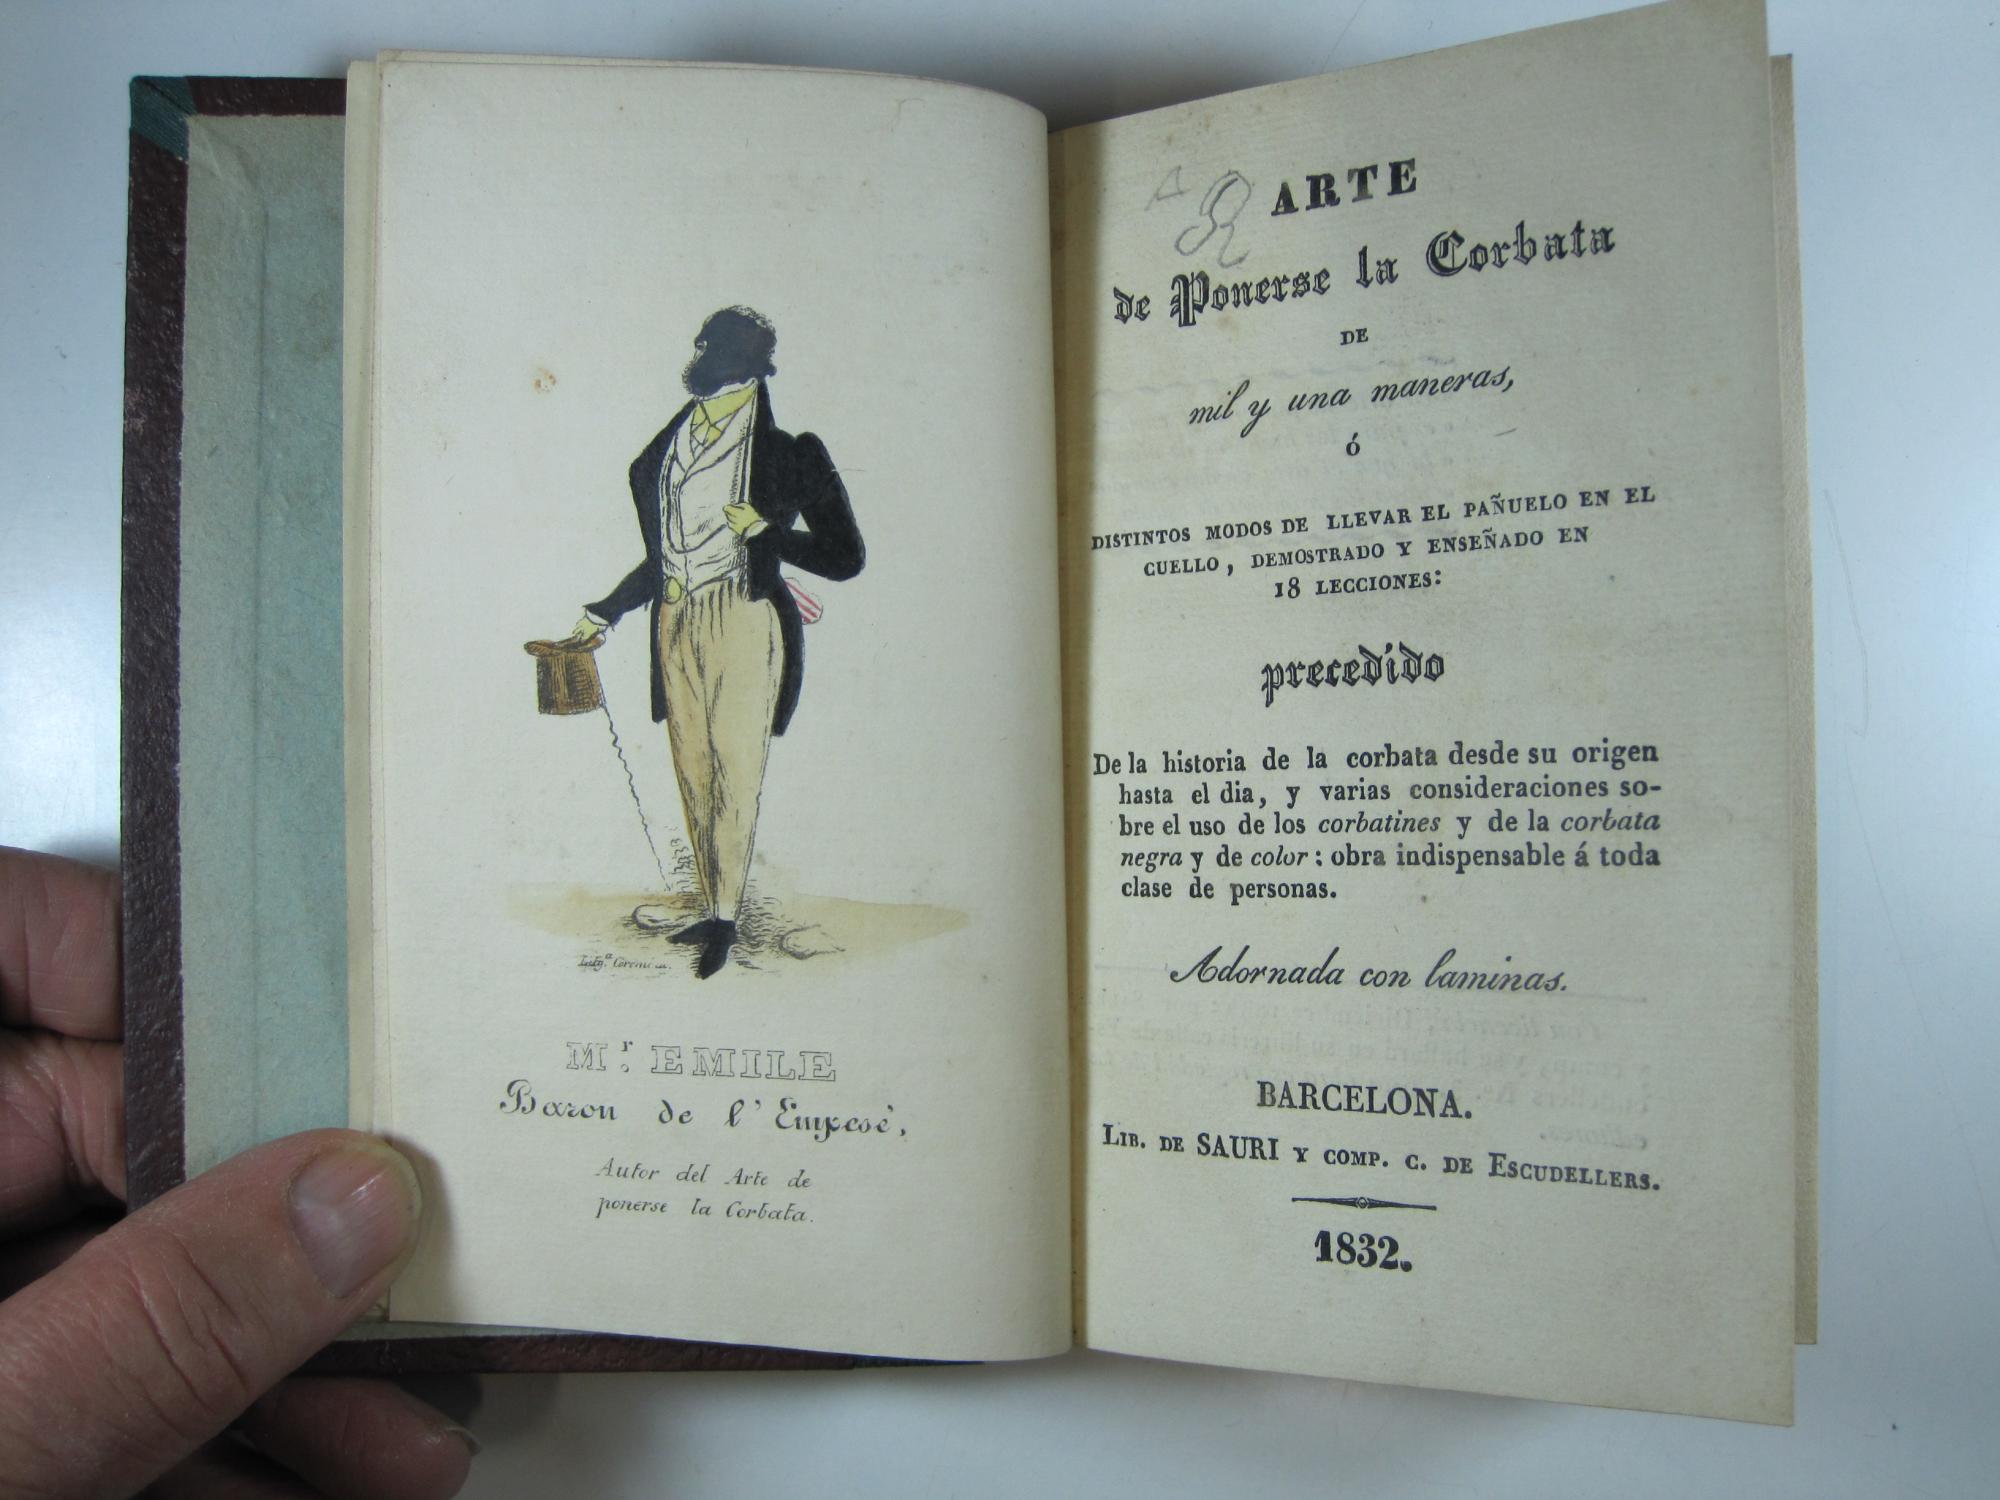 Litg.ª Coromina.
M.r EMILE
Baron de l' Empesè,
Autor del Arte de
ponerse la Corbata.
ARTE
de Ponerse la Corbata
DE
mil y una maneras,
ó
DISTINTOS MODOS DE LLEVAR EL PAÑUELO EN EL
CUELLO, DEMOSTRADO Y ENSEÑADO EN
18 LECCIONES:
precedido
De la historia de la corbata desde su origen
hasta el dia, y varias consideraciones so-
bre el uso de los corbatines y de la corbata
negra y de color: obra indispensable á toda
clase de personas.
Adornada con laminas.
BARCELONA.
LIB. DE SAURI Y COMP. C. DE ESCUDELLERS.
1832.